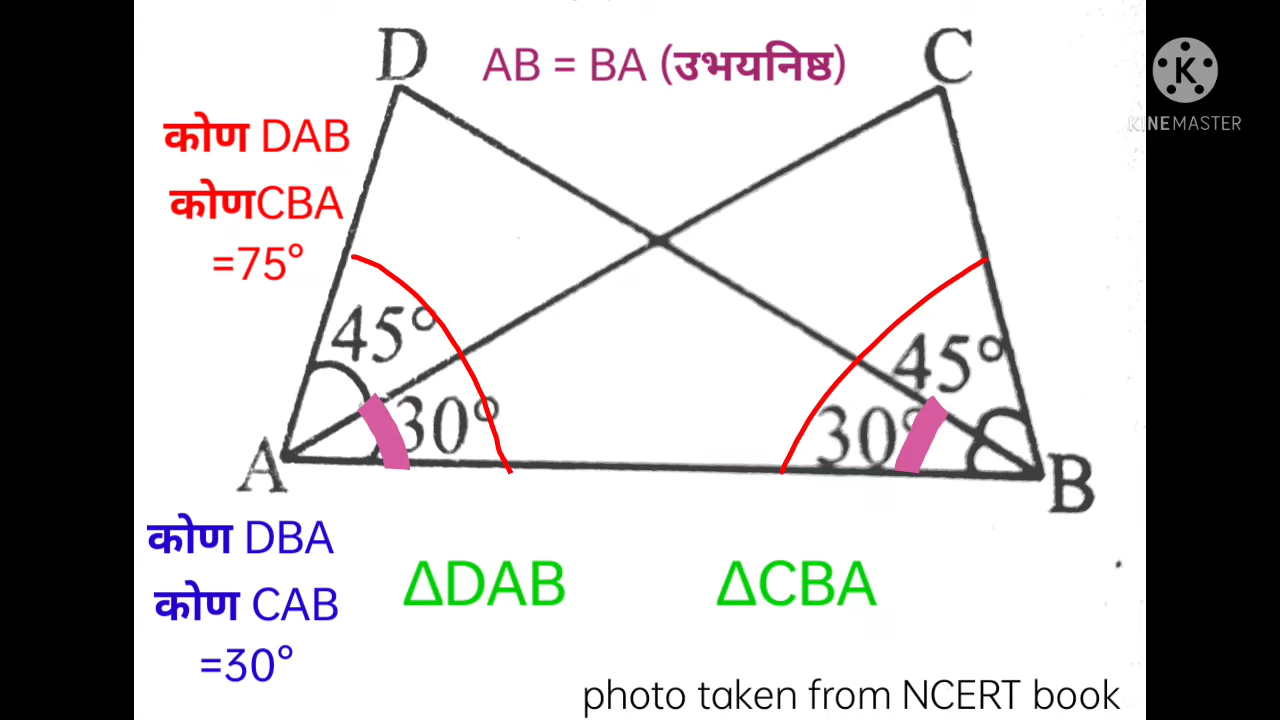 D
AB = BA (उभयनिष्ठ)
C
K
KINEMASTER
कोण DAB
कोणCBA
=75°
45°
45°
30°
30°
A
B
कोण DBA
कोण CAB
=30°
ΔDAB
ΔCBA
photo taken from NCERT book